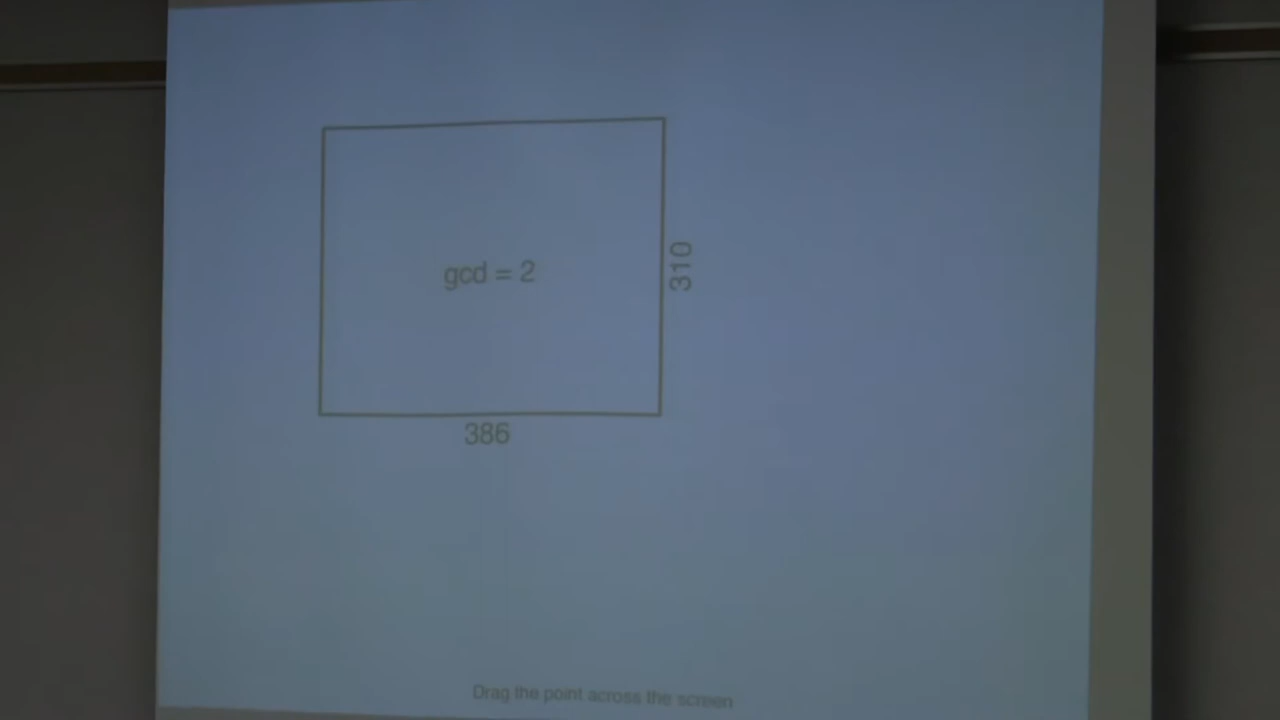 gcd = 2
310
386
Drag the point across the screen